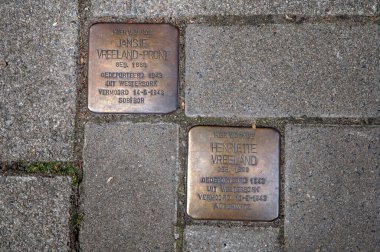 HIER WOONDE
JANSJE
VREELAND-PRONT
GEB.
GEDEPORTEERD 1943
UIT WESTERBORK
VERMOORD 14-5-1943
SOBIBOR
HIER WOONDE
HENRIETTE
VREELAND
GEB.
GEDEPORTEERD 1943
UIT WESTERBORK
VERMOORD